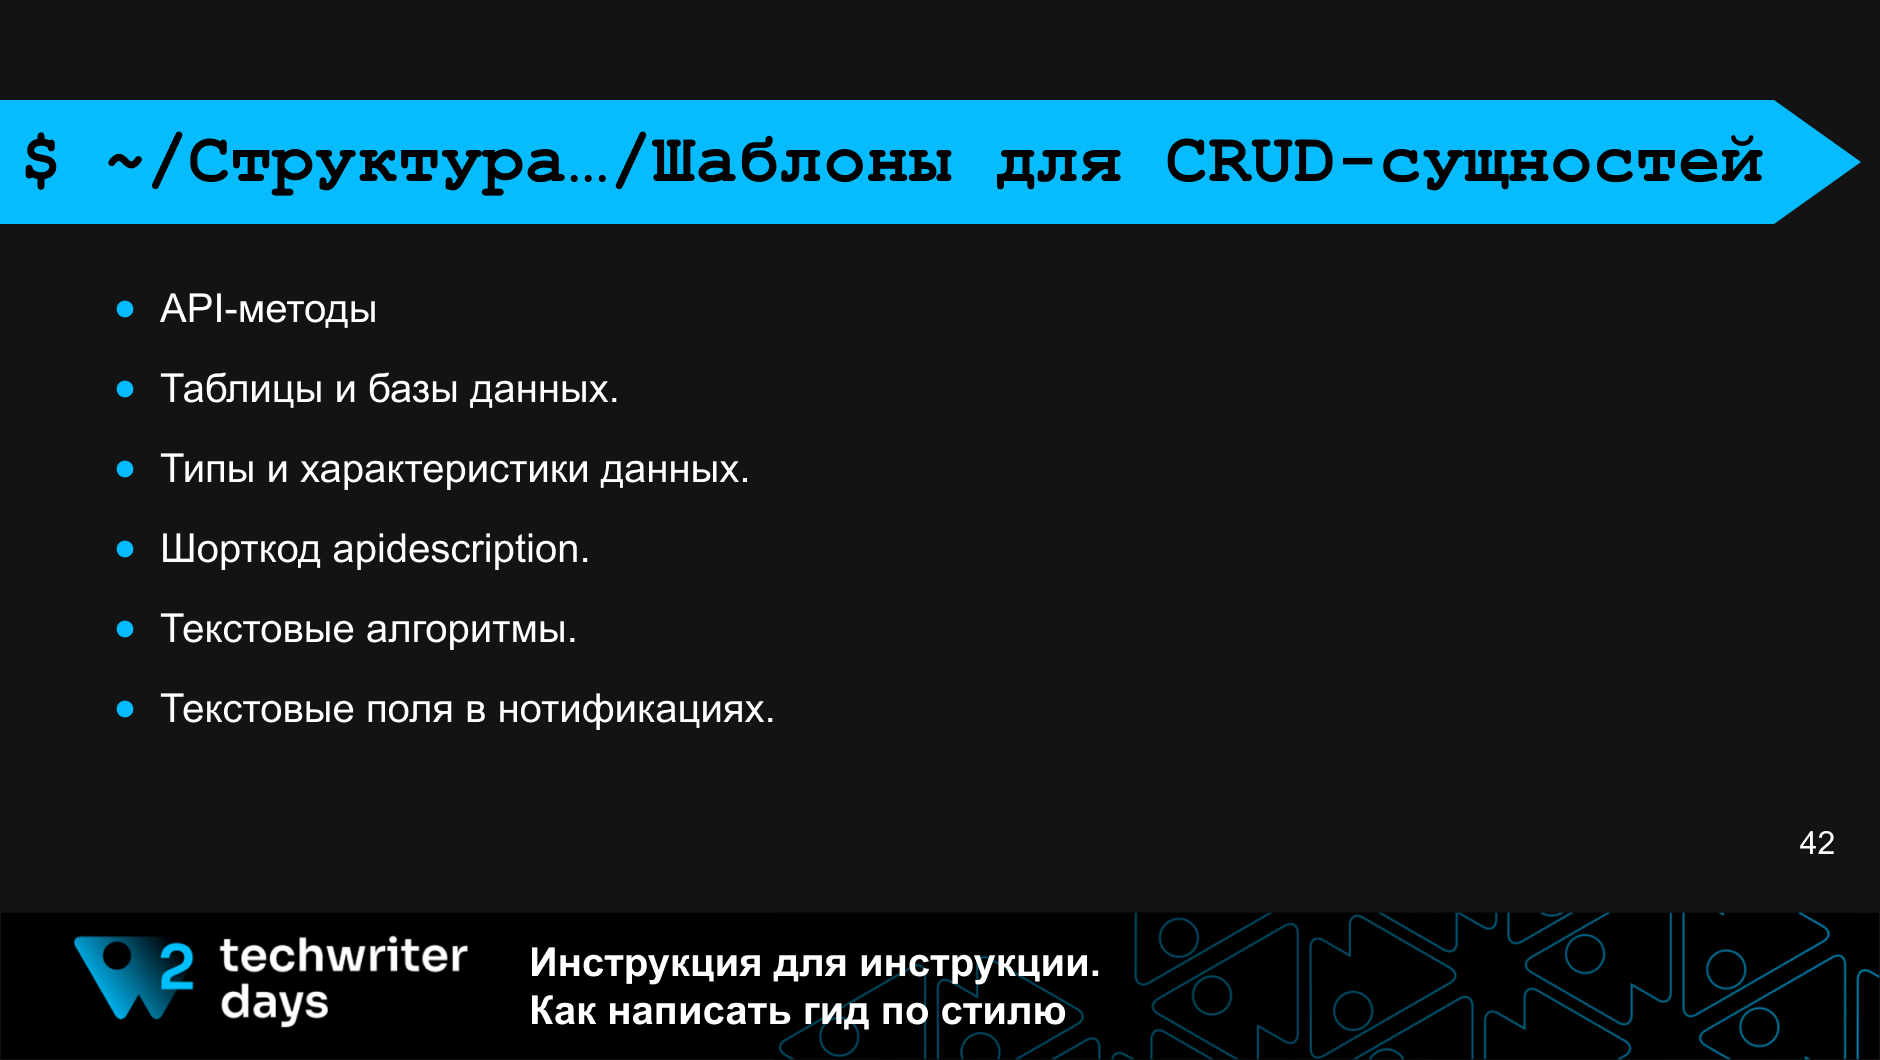 $ ~/Структура…/Шаблоны для CRUD-сущностей
● API-методы
● Таблицы и базы данных.
● Типы и характеристики данных.
● Шорткод apidescription.
● Текстовые алгоритмы.
● Текстовые поля в нотификациях.
42
2
techwriter
days
Инструкция для инструкции.
Как написать гид по стилю